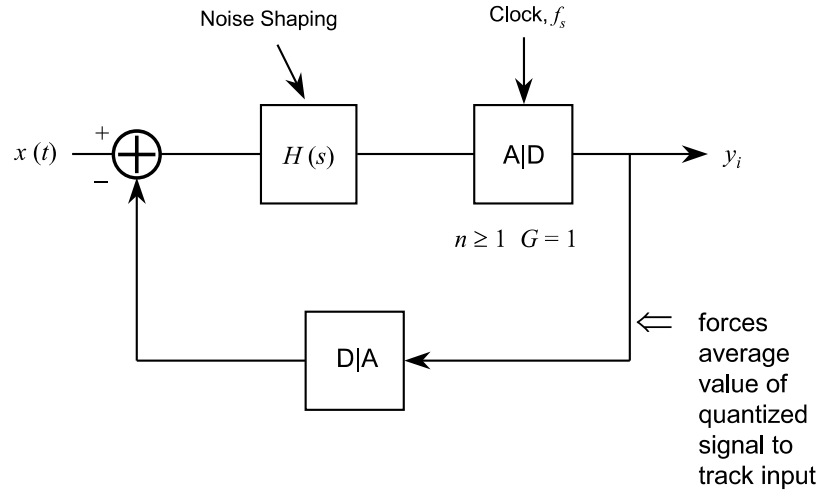 Noise Shaping
Clock, fs
x (t)
+
−
H (s)
A|D
yi
n ≥ 1 G = 1
D|A
⇐ forces
average
value of
quantized
signal to
track input